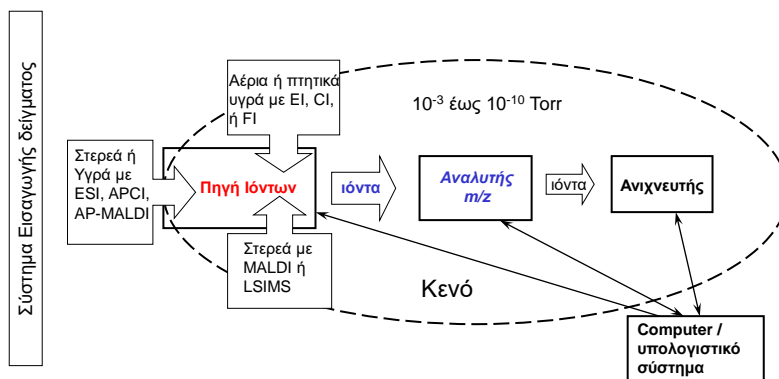 Σύστημα Εισαγωγής δείγματος
Αέρια ή πτητικά
υγρά με EI, CI,
ή FI
10-3 έως 10-10 Torr
Στερεά ή
Υγρά με
ESI, APCI,
AP-MALDI
Πηγή Ιόντων
ιόντα
Αναλυτής
m/z
ιόντα
Ανιχνευτής
Στερεά με
MALDI ή
LSIMS
Κενό
Computer /
υπολογιστικό
σύστημα